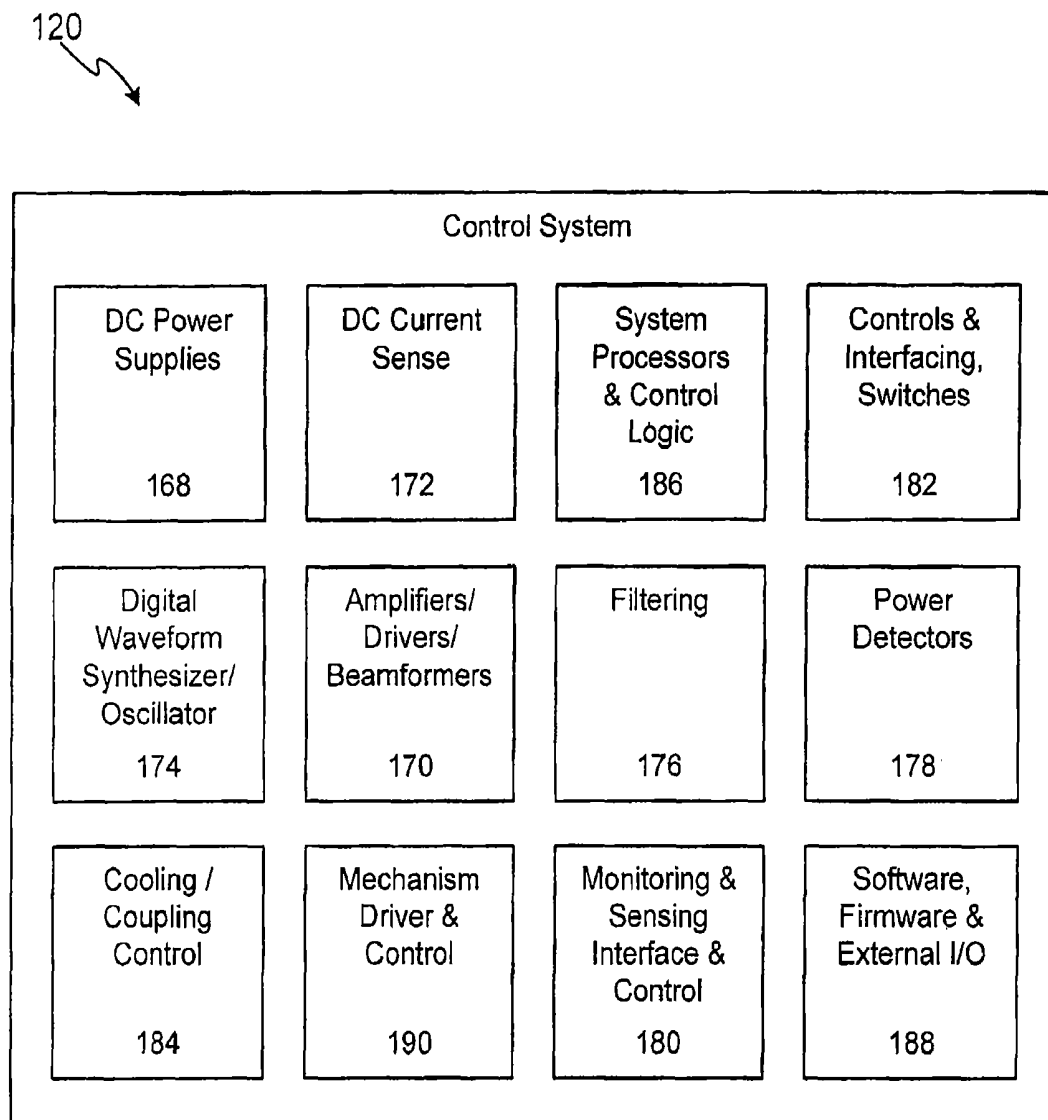 120
Control System
DC Power
Supplies
168
DC Current
Sense
172
System
Processors
& Control
Logic
186
Controls &
Interfacing,
Switches
182
Digital
Waveform
Synthesizer/
Oscillator
174
Amplifiers/
Drivers/
Beamformers
170
Filtering
176
Power
Detectors
178
Cooling /
Coupling
Control
184
Mechanism
Driver &
Control
190
Monitoring &
Sensing
Interface &
Control
180
Software,
Firmware &
External I/O
188